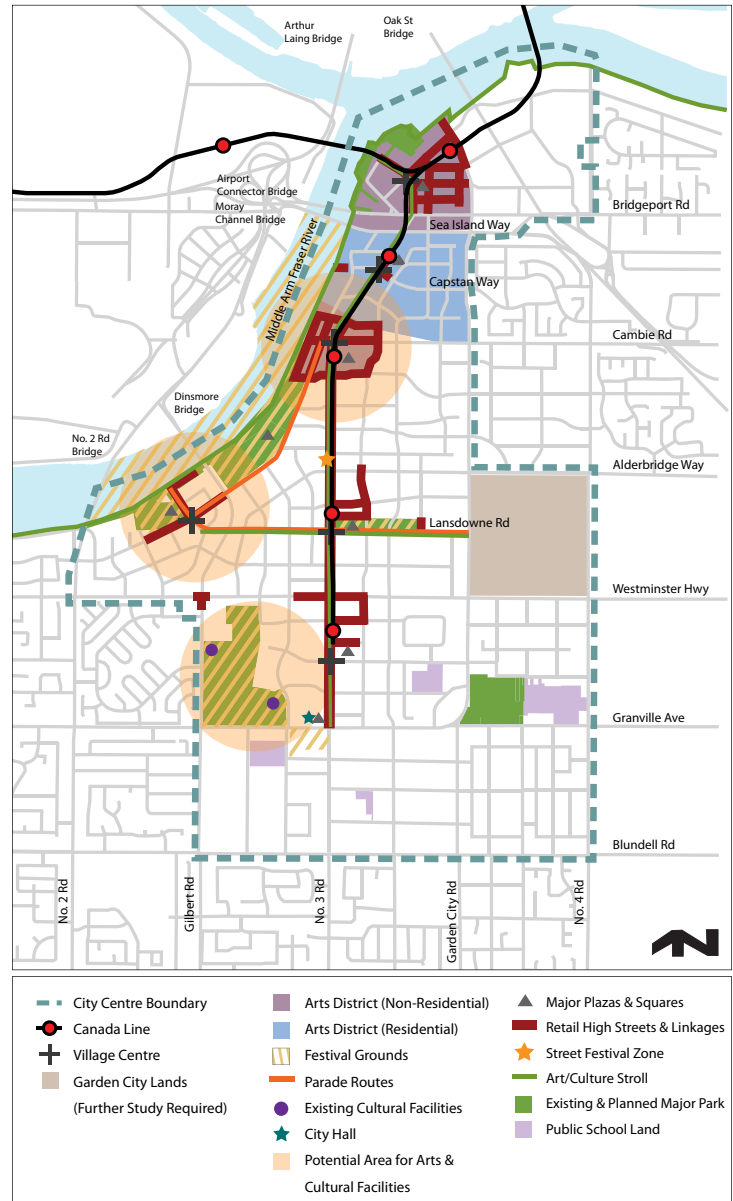 Arthur
Laing Bridge
Oak St
Bridge
Airport
Connector Bridge
Moray
Channel Bridge
Bridgeport Rd
Sea Island Way
Middle Arm Fraser River
Capstan Way
Cambie Rd
Dinsmore
Bridge
No. 2 Rd
Bridge
Alderbridge Way
Lansdowne Rd
Westminster Hwy
Granville Ave
Blundell Rd
No. 2 Rd
Gilbert Rd
No. 3 Rd
Garden City Rd
No. 4 Rd
N
City Centre Boundary
Canada Line
Village Centre
Garden City Lands
(Further Study Required)
Arts District (Non-Residential)
Arts District (Residential)
Festival Grounds
Parade Routes
Existing Cultural Facilities
City Hall
Potential Area for Arts &
Cultural Facilities
Major Plazas & Squares
Retail High Streets & Linkages
Street Festival Zone
Art/Culture Stroll
Existing & Planned Major Park
Public School Land